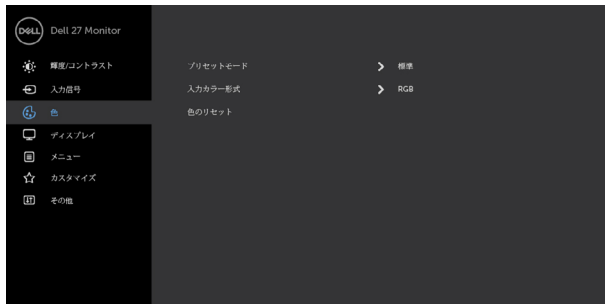 DELL Dell 27 Monitor
輝度/コントラスト
プリセットモード 標準
入力信号
入力カラー形式 RGB
色
色のリセット
ディスプレイ
メニュー
カスタマイズ
その他